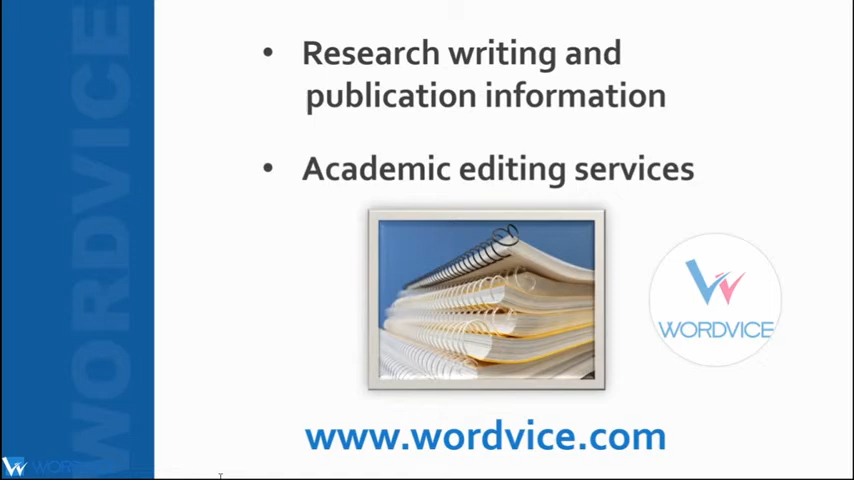 WORDVICE
• Research writing and
publication information
• Academic editing services
WORDVICE
www.wordvice.com